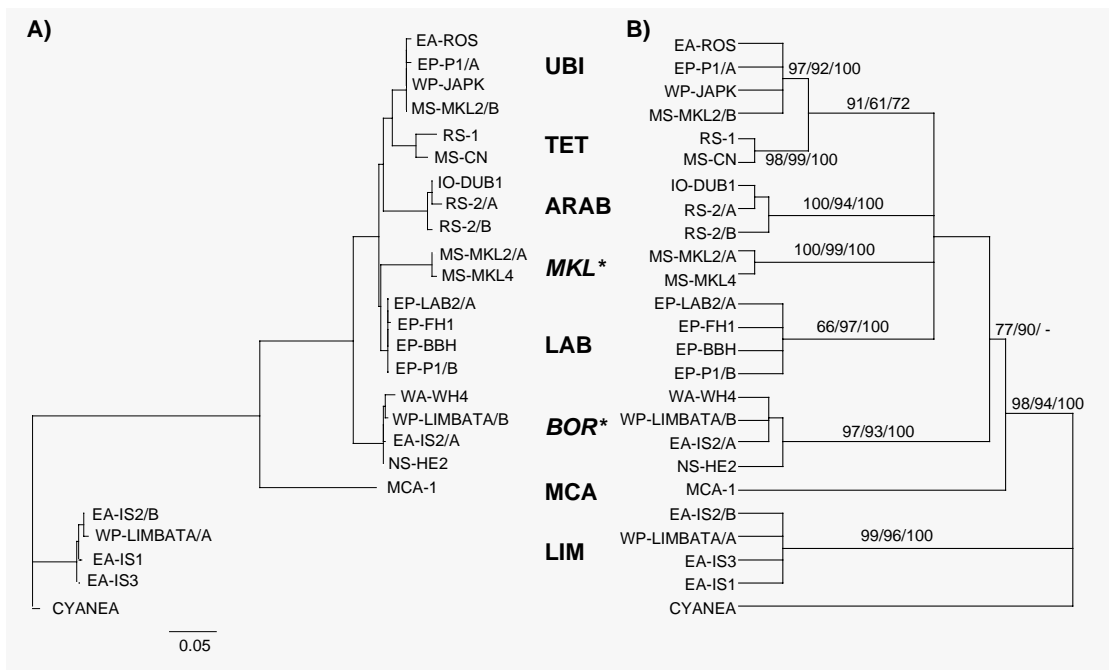 A)
EA-ROS
EP-P1/A
WP-JAPK
MS-MKL2/B
RS-1
MS-CN
IO-DUB1
RS-2/A
RS-2/B
MS-MKL2/A
MS-MKL4
EP-LAB2/A
EP-FH1
EP-BBH
EP-P1/B
WA-WH4
WP-LIMBATA/B
EA-IS2/A
NS-HE2
MCA-1
EA-IS2/B
WP-LIMBATA/A
EA-IS1
EA-IS3
CYANEA
0.05
UBI
TET
ARAB
MKL*
LAB
BOR*
MCA
LIM
B)
EA-ROS
EP-P1/A
WP-JAPK
MS-MKL2/B
RS-1
MS-CN
IO-DUB1
RS-2/A
RS-2/B
MS-MKL2/A
MS-MKL4
EP-LAB2/A
EP-FH1
EP-BBH
EP-P1/B
WA-WH4
WP-LIMBATA/B
EA-IS2/A
NS-HE2
MCA-1
EA-IS2/B
WP-LIMBATA/A
EA-IS3
EA-IS1
CYANEA
97/92/100
91/61/72
98/99/100
100/94/100
100/99/100
66/97/100
77/90/ -
98/94/100
97/93/100
99/96/100